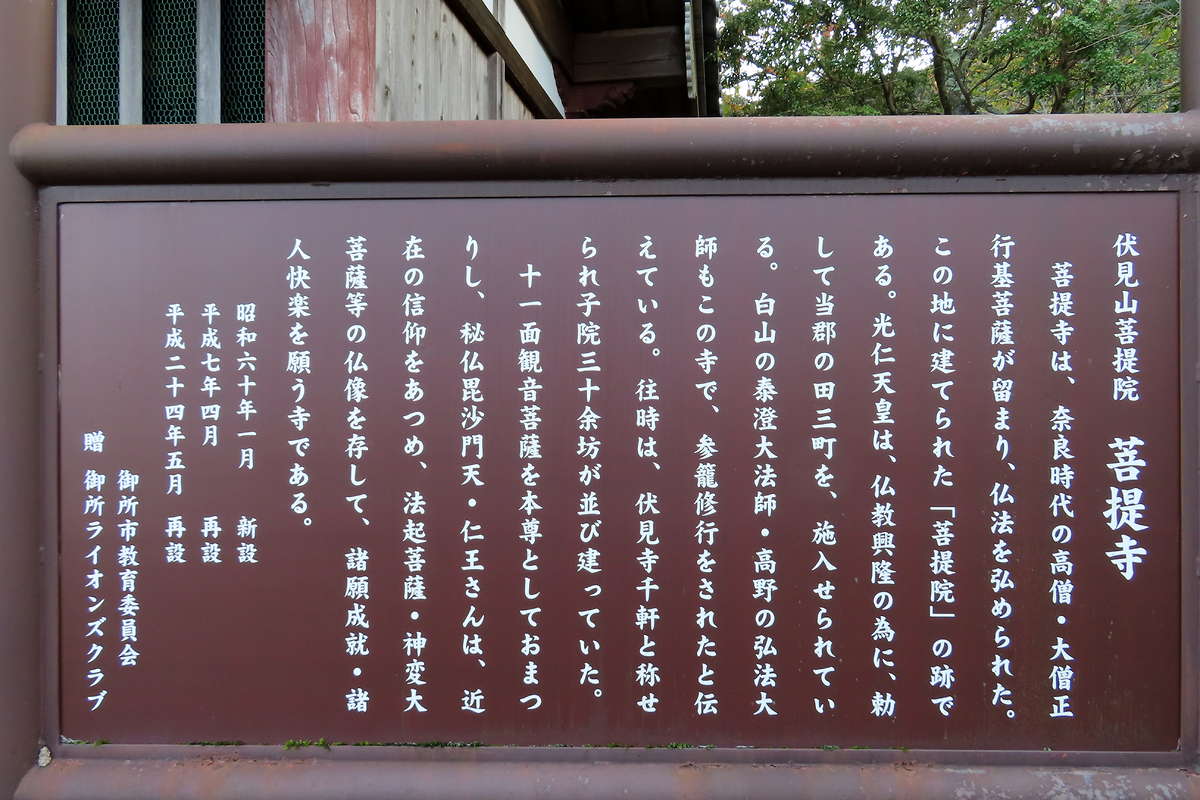 伏見山菩提院　菩提寺
菩提寺は、奈良時代の高僧・大僧正
行基菩薩が留まり、仏法を弘められた。
この地に建てられた「菩提院」の跡で
ある。光仁天皇は、仏教興隆の為に、勅
して当郡の田三町を、施入せられてい
る。白山の泰澄大法師・高野の弘法大
師もこの寺で、参籠修行をされたと伝
えている。往時は、伏見寺千軒と称せ
られ子院三十余坊が並び建っていた。
十一面観音菩薩を本尊としておまつ
りし、秘仏毘沙門天・仁王さんは、近
在の信仰をあつめ、法起菩薩・神変大
菩薩等の仏像を存して、諸願成就・諸
人快楽を願う寺である。
昭和六十年一月　新設
平成七年四月　再設
平成二十四年五月　再設
御所市教育委員会
贈　御所ライオンズクラブ